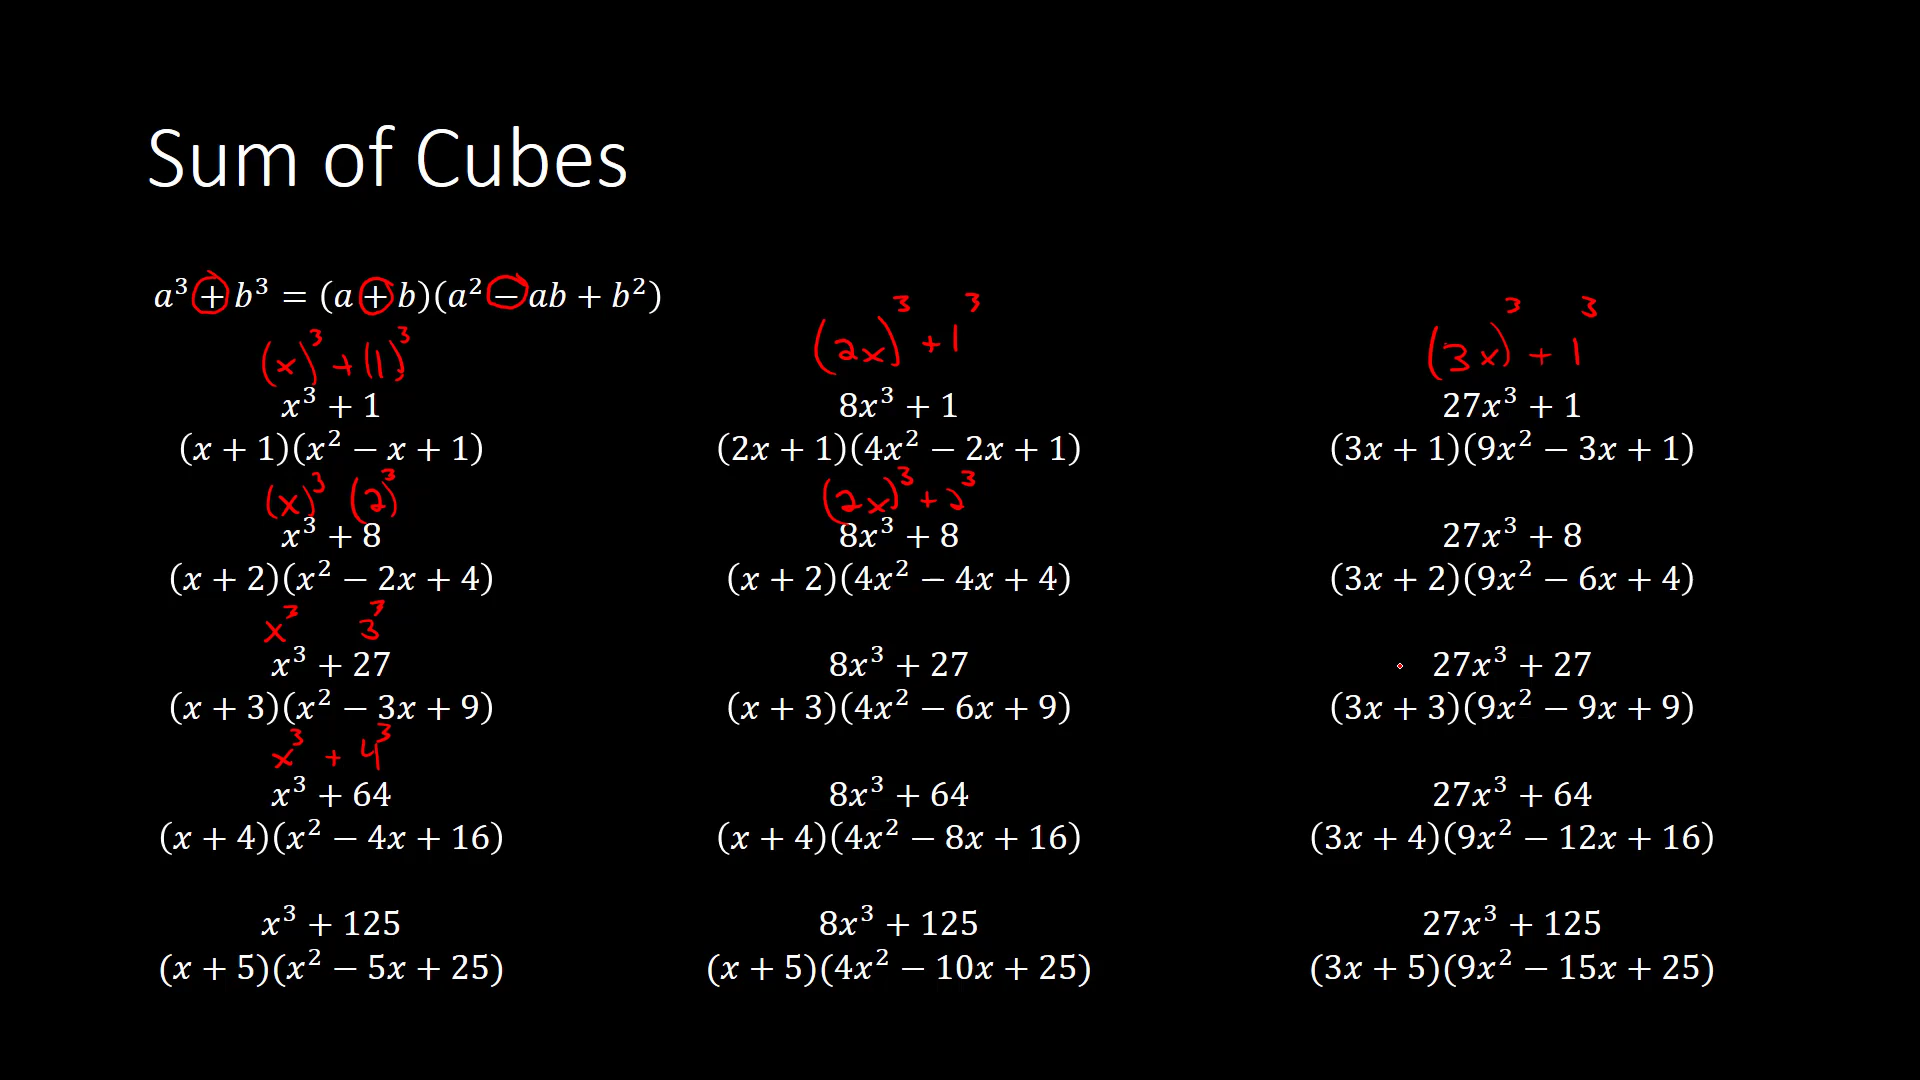 Sum of Cubes
a³ + b³ = (a + b)(a² − ab + b²)
(x)³ + (1)³
x³ + 1
(x + 1)(x² − x + 1)
(x)³ (2)³
x³ + 8
(x + 2)(x² − 2x + 4)
x³ 3³
x³ + 27
(x + 3)(x² − 3x + 9)
x³ + 4³
x³ + 64
(x + 4)(x² − 4x + 16)
x³ + 125
(x + 5)(x² − 5x + 25)
(2x)³ + 1³
8x³ + 1
(2x + 1)(4x² − 2x + 1)
(2x)³ + 2³
8x³ + 8
(x + 2)(4x² − 4x + 4)
8x³ + 27
(x + 3)(4x² − 6x + 9)
8x³ + 64
(x + 4)(4x² − 8x + 16)
8x³ + 125
(x + 5)(4x² − 10x + 25)
(3x)³ + 1³
27x³ + 1
(3x + 1)(9x² − 3x + 1)
27x³ + 8
(3x + 2)(9x² − 6x + 4)
27x³ + 27
(3x + 3)(9x² − 9x + 9)
27x³ + 64
(3x + 4)(9x² − 12x + 16)
27x³ + 125
(3x + 5)(9x² − 15x + 25)